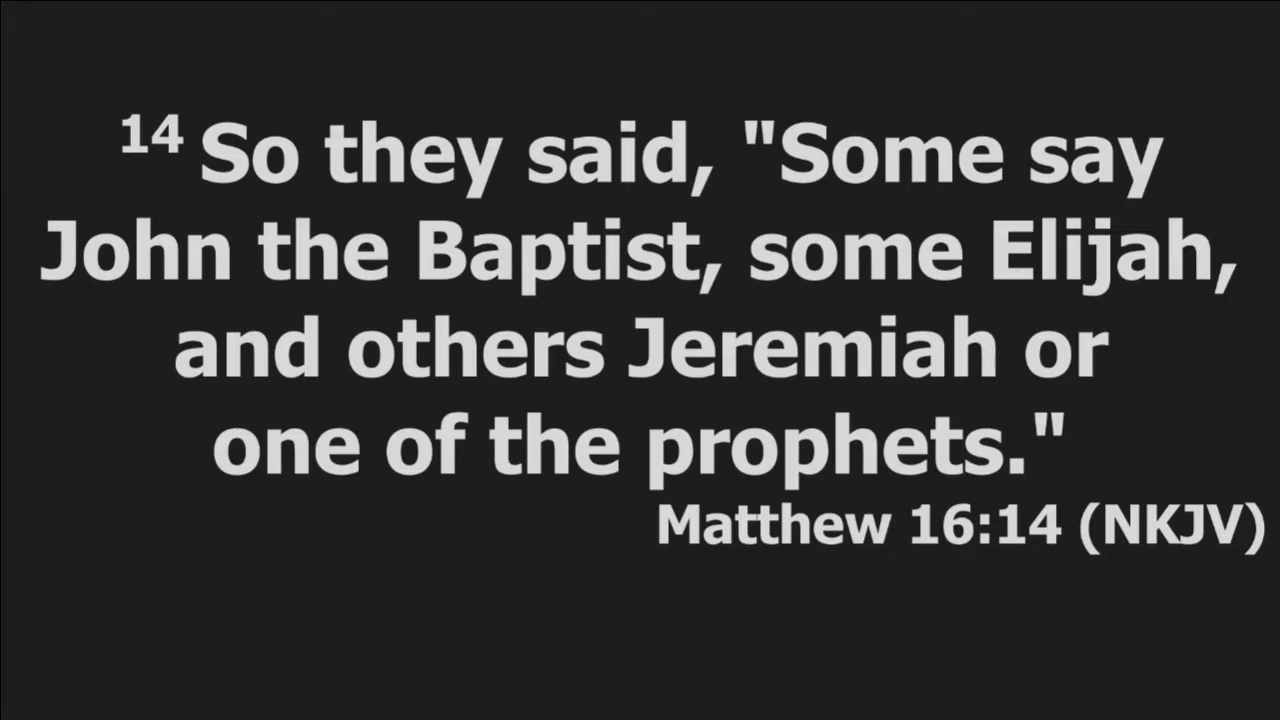 14 So they said, "Some say
John the Baptist, some Elijah,
and others Jeremiah or
one of the prophets."
Matthew 16:14 (NKJV)